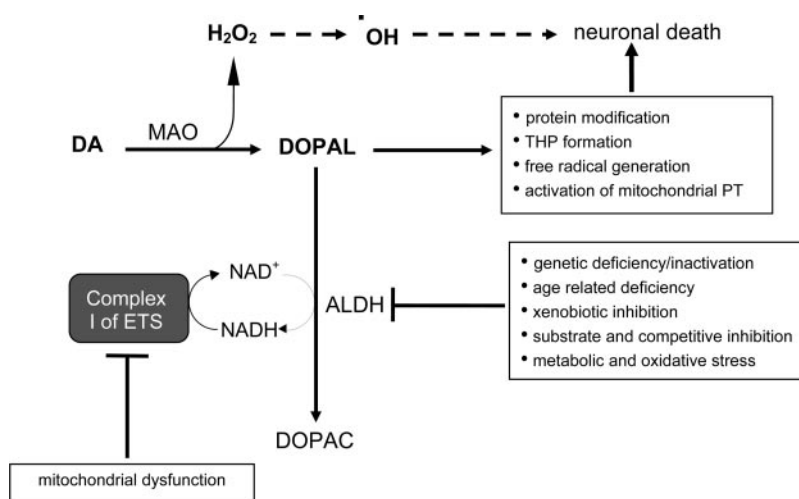 H₂O₂
·OH
neuronal death
DA
MAO
DOPAL
• protein modification
• THP formation
• free radical generation
• activation of mitochondrial PT
Complex
I of ETS
NAD⁺
NADH
ALDH
• genetic deficiency/inactivation
• age related deficiency
• xenobiotic inhibition
• substrate and competitive inhibition
• metabolic and oxidative stress
DOPAC
mitochondrial dysfunction